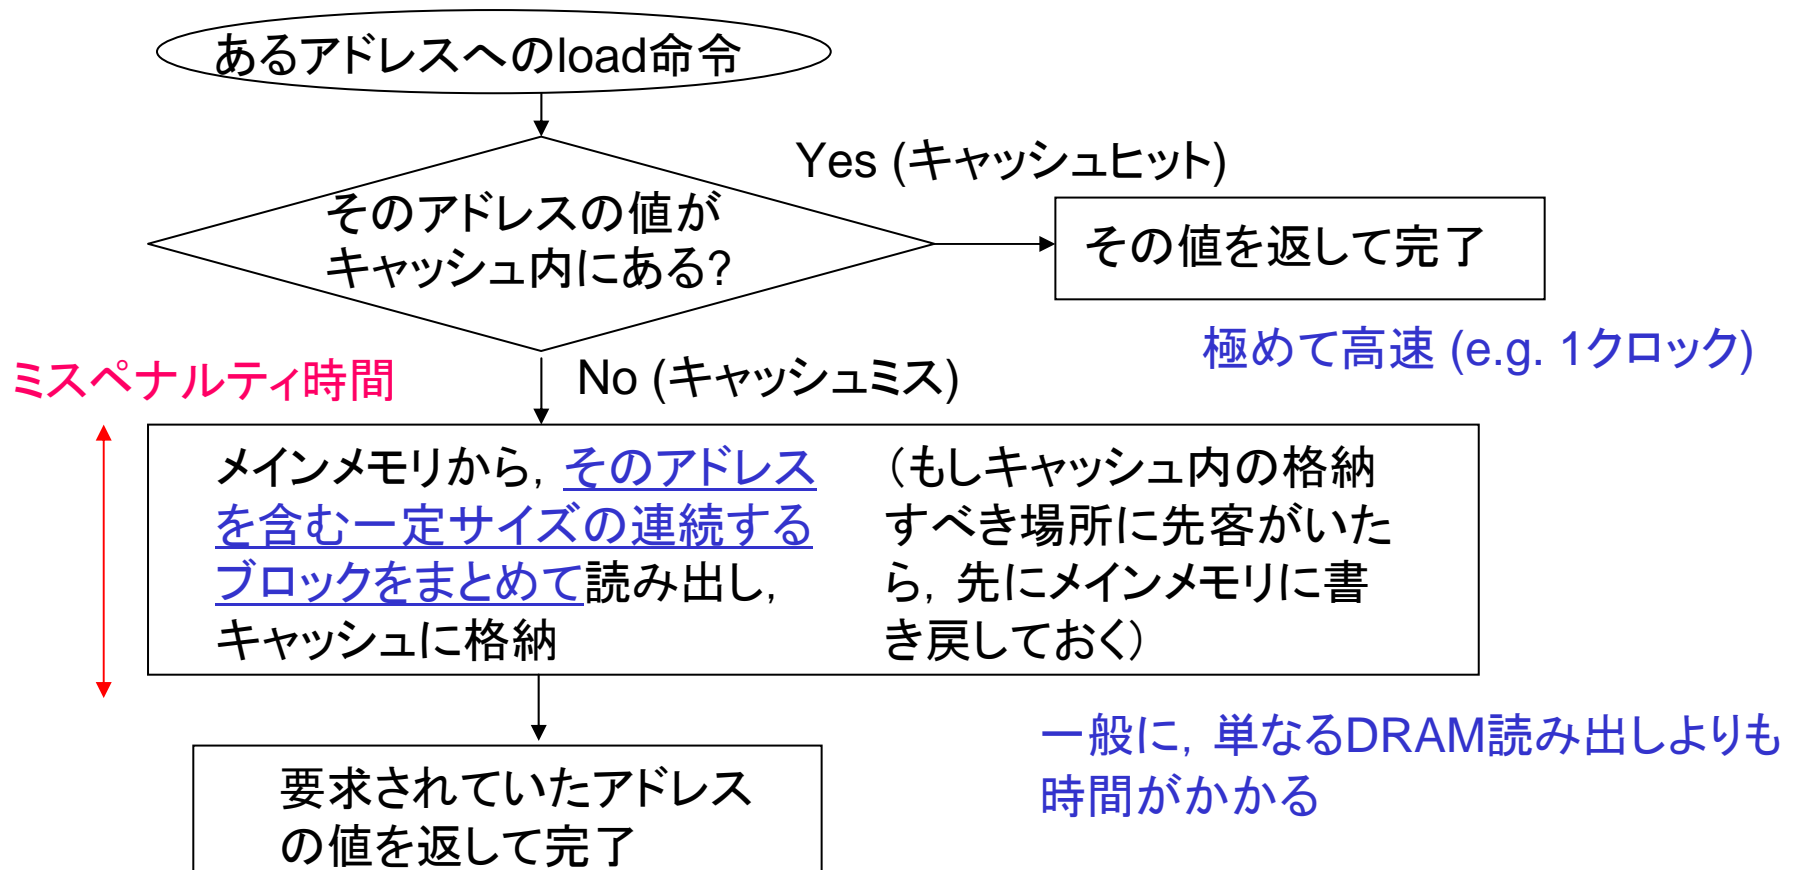 あるアドレスへのload命令
Yes (キャッシュヒット)
そのアドレスの値が
キャッシュ内にある?
その値を返して完了
極めて高速 (e.g. 1クロック)
ミスペナルティ時間
No (キャッシュミス)
メインメモリから, そのアドレス
を含む一定サイズの連続する
ブロックをまとめて読み出し,
キャッシュに格納
(もしキャッシュ内の格納
すべき場所に先客がいた
ら, 先にメインメモリに書
き戻しておく)
一般に, 単なるDRAM読み出しよりも
時間がかかる
要求されていたアドレス
の値を返して完了